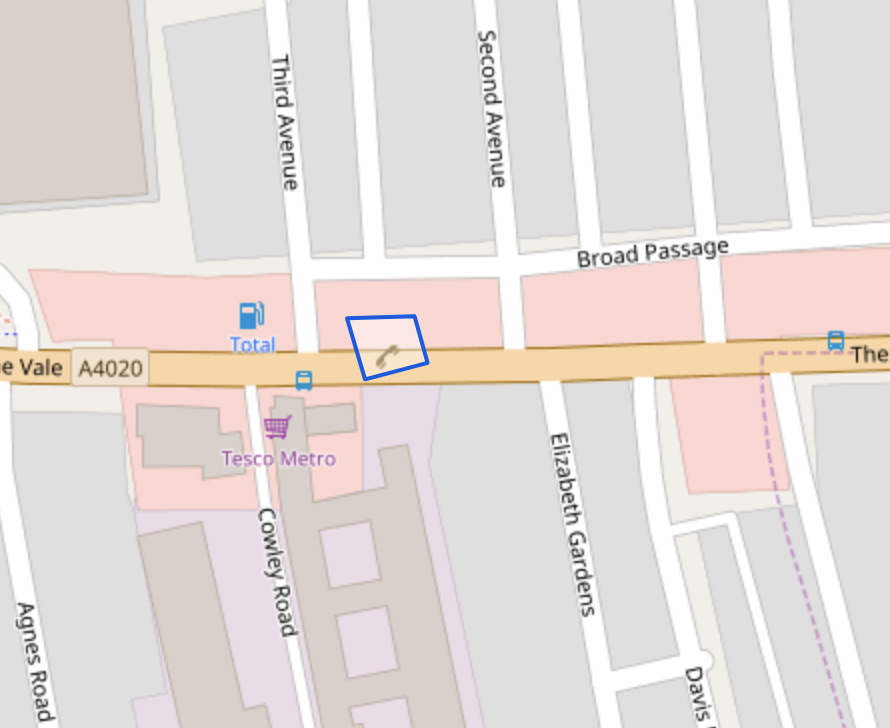 Third Avenue
Second Avenue
Broad Passage
Total
e Vale
A4020
The
Tesco Metro
Elizabeth Gardens
Cowley Road
Agnes Road
Davis